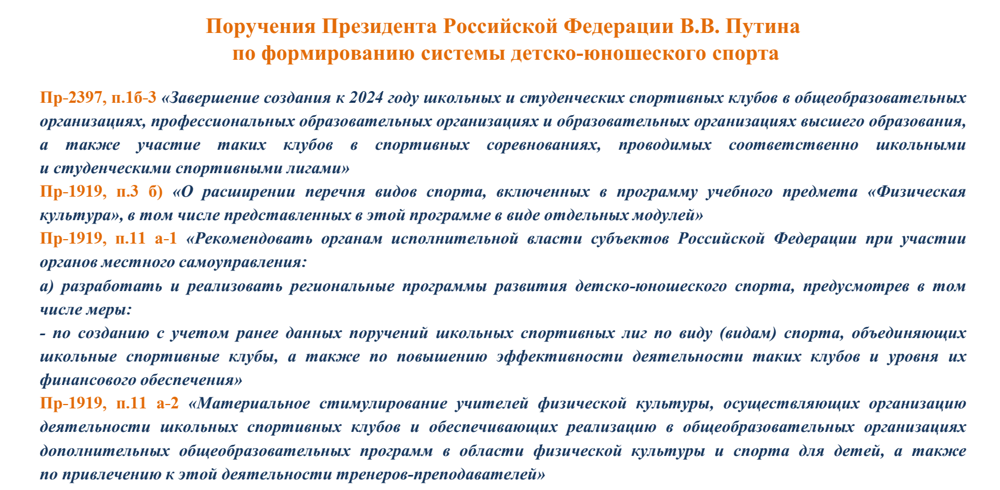 Поручения Президента Российской Федерации В.В. Путина
по формированию системы детско-юношеского спорта
Пр-2397, п.1б-3 «Завершение создания к 2024 году школьных и студенческих спортивных клубов в общеобразовательных
организациях, профессиональных образовательных организациях и образовательных организациях высшего образования,
а также участие таких клубов в спортивных соревнованиях, проводимых соответственно школьными
и студенческими спортивными лигами»
Пр-1919, п.3 б) «О расширении перечня видов спорта, включенных в программу учебного предмета «Физическая
культура», в том числе представленных в этой программе в виде отдельных модулей»
Пр-1919, п.11 а-1 «Рекомендовать органам исполнительной власти субъектов Российской Федерации при участии
органов местного самоуправления:
а) разработать и реализовать региональные программы развития детско-юношеского спорта, предусмотрев в том
числе меры:
- по созданию с учетом ранее данных поручений школьных спортивных лиг по виду (видам) спорта, объединяющих
школьные спортивные клубы, а также по повышению эффективности деятельности таких клубов и уровня их
финансового обеспечения»
Пр-1919, п.11 а-2 «Материальное стимулирование учителей физической культуры, осуществляющих организацию
деятельности школьных спортивных клубов и обеспечивающих реализацию в общеобразовательных организациях
дополнительных общеобразовательных программ в области физической культуры и спорта для детей, а также
по привлечению к этой деятельности тренеров-преподавателей»